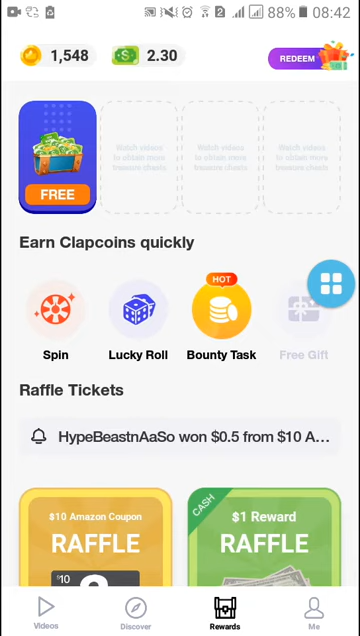 88% 08:42
1,548 2.30 REDEEM
FREE
Watch videos to obtain more treasure chests
Watch videos to obtain more treasure chests
Watch videos to obtain more treasure chests
Earn Clapcoins quickly
HOT
Spin Lucky Roll Bounty Task Free Gift
Raffle Tickets
HypeBeastnAaSo won $0.5 from $10 A...
$10 Amazon Coupon
RAFFLE
$10
CASH
$1 Reward
RAFFLE
Videos Discover Rewards Me